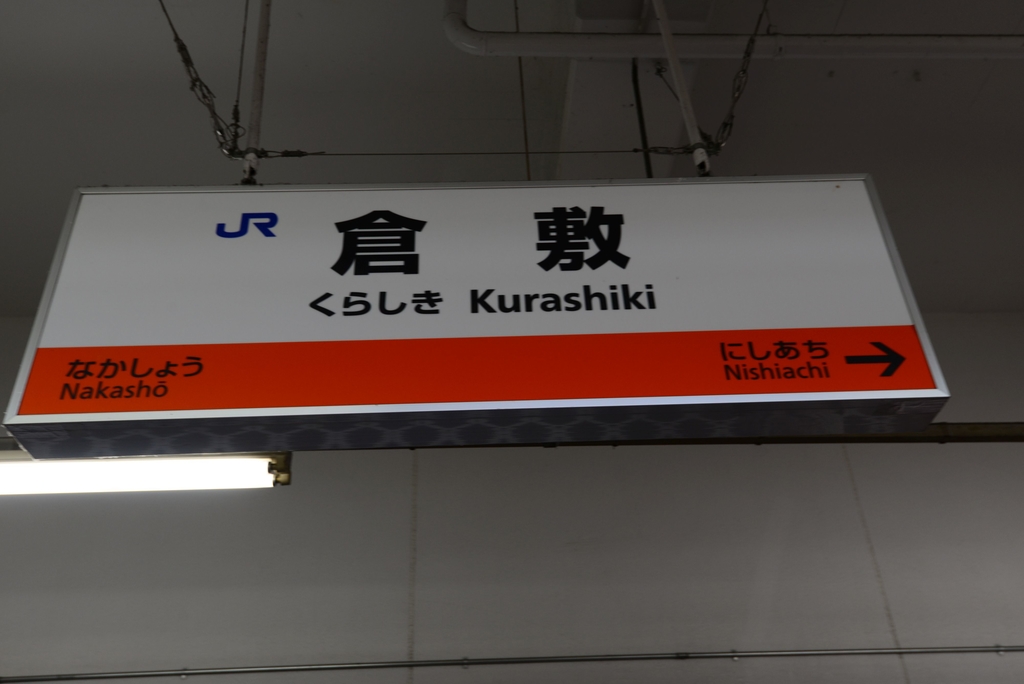 JR 倉敷
くらしき Kurashiki
なかしょう
Nakashō
にしあち →
Nishiachi